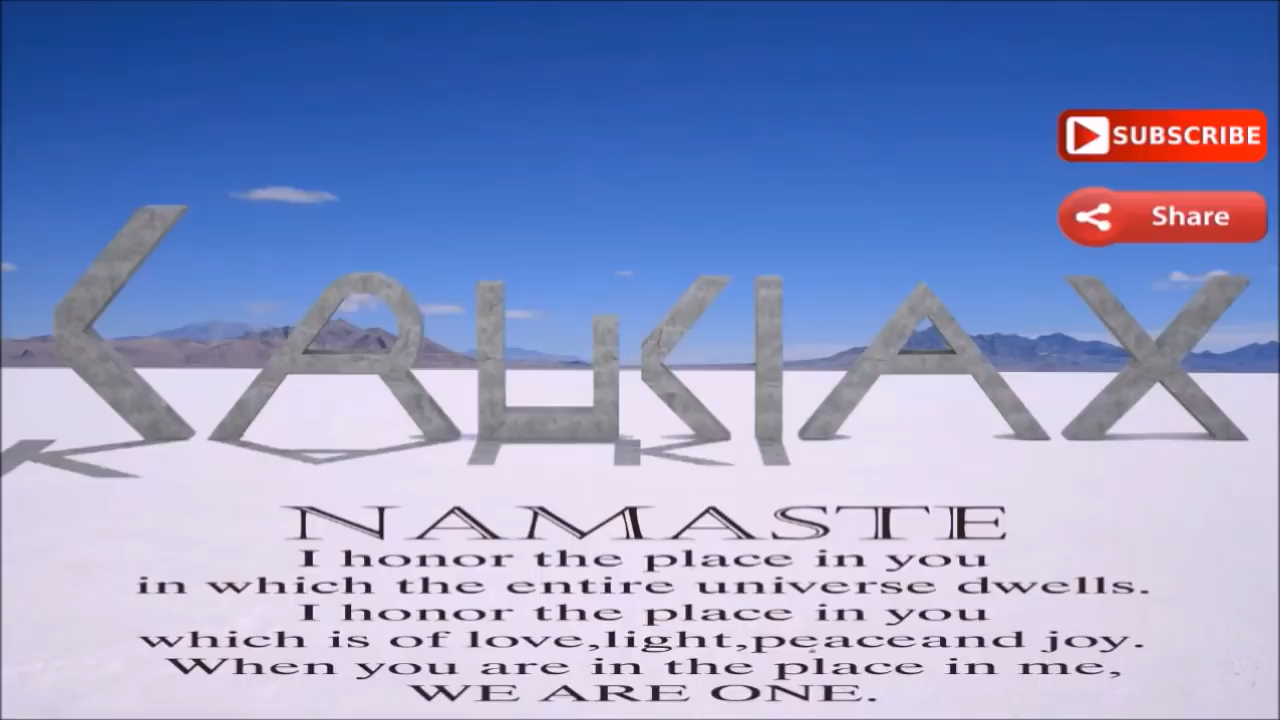 SUBSCRIBE
Share
NAMASTE
I honor the place in you
in which the entire universe dwells.
I honor the place in you
which is of love,light,peaceand joy.
When you are in the place in me,
WE ARE ONE.